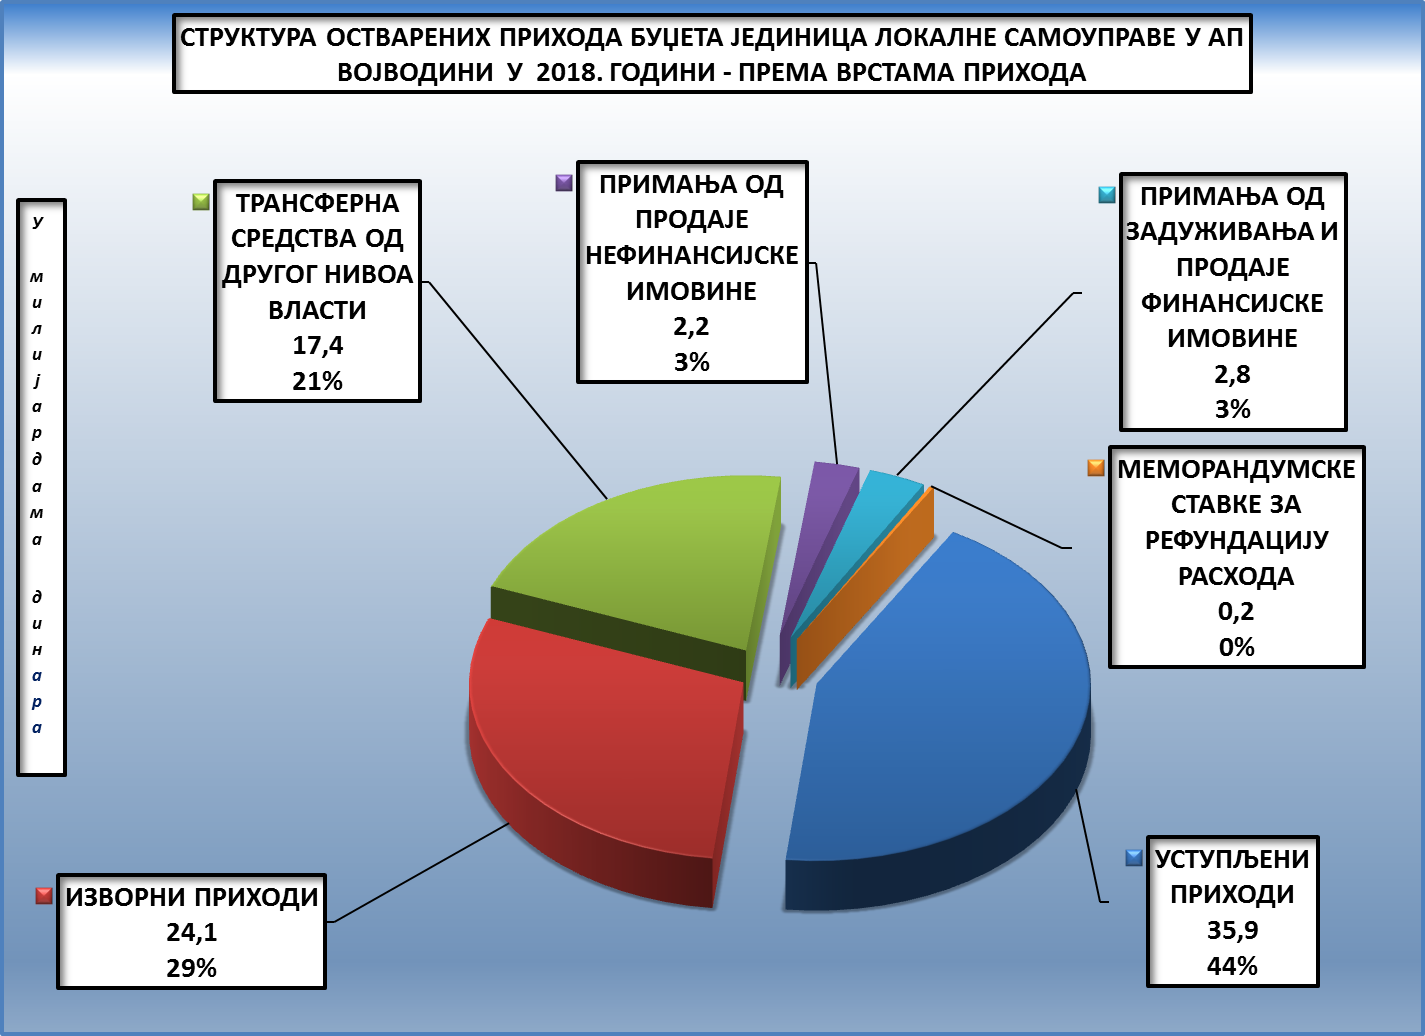 СТРУКТУРА ОСТВАРЕНИХ ПРИХОДА БУЏЕТА ЈЕДИНИЦА ЛОКАЛНЕ САМОУПРАВЕ У АП
ВОЈВОДИНИ У 2018. ГОДИНИ - ПРЕМА ВРСТАМА ПРИХОДА
У милијардама динара
ТРАНСФЕРНА
СРЕДСТВА ОД
ДРУГОГ НИВОА
ВЛАСТИ
17,4
21%
ПРИМАЊА ОД
ПРОДАЈЕ
НЕФИНАНСИЈСКЕ
ИМОВИНЕ
2,2
3%
ПРИМАЊА ОД
ЗАДУЖИВАЊА И
ПРОДАЈЕ
ФИНАНСИЈСКЕ
ИМОВИНЕ
2,8
3%
МЕМОРАНДУМСКЕ
СТАВКЕ ЗА
РЕФУНДАЦИЈУ
РАСХОДА
0,2
0%
ИЗВОРНИ ПРИХОДИ
24,1
29%
УСТУПЉЕНИ
ПРИХОДИ
35,9
44%